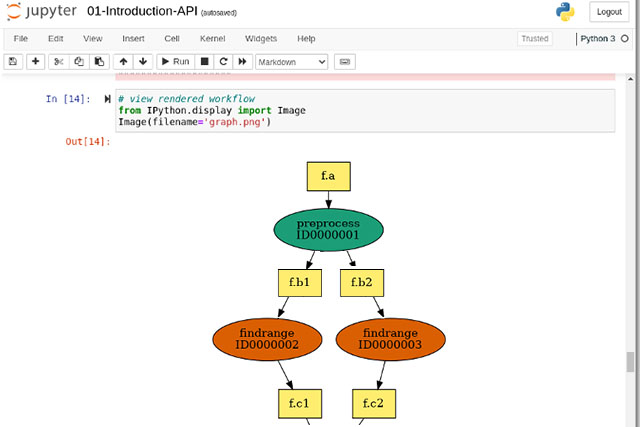 jupyter 01-Introduction-API (autosaved)
Logout
File Edit View Insert Cell Kernel Widgets Help
Trusted
Python 3
Run
Markdown
In [14]:
# view rendered workflow
from IPython.display import Image
Image(filename='graph.png')
Out[14]:
f.a
preprocess
ID0000001
f.b1 f.b2
findrange
ID0000002
findrange
ID0000003
f.c1 f.c2